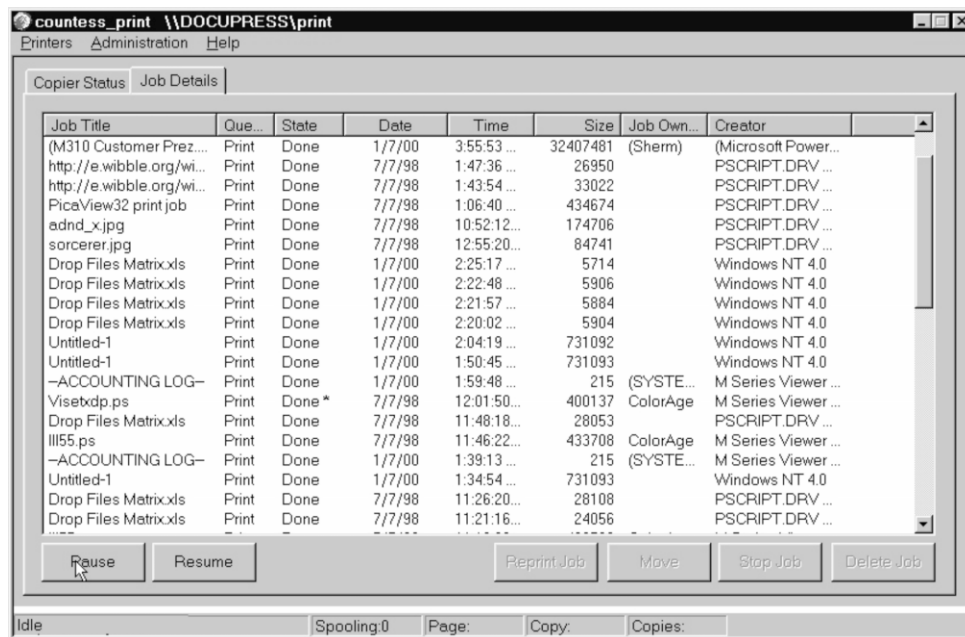 countess_print \\DOCUPRESS\print
Printers Administration Help
Copier Status Job Details
Job Title Que... State Date Time Size Job Own... Creator
(M310 Customer Prez.... Print Done 1/7/00 3:55:53 ... 32407481 (Sherm) (Microsoft Power...
http://e.wibble.org/wi... Print Done 7/7/98 1:47:36 ... 26950 PSCRIPT.DRV ...
http://e.wibble.org/wi... Print Done 7/7/98 1:43:54 ... 33022 PSCRIPT.DRV ...
PicaView32 print job Print Done 7/7/98 1:06:40 ... 434674 PSCRIPT.DRV ...
adnd_x.jpg Print Done 7/7/98 10:52:12... 174706 PSCRIPT.DRV ...
sorcerer.jpg Print Done 7/7/98 12:55:20... 84741 PSCRIPT.DRV ...
Drop Files Matrix.xls Print Done 1/7/00 2:25:17 ... 5714 Windows NT 4.0
Drop Files Matrix.xls Print Done 1/7/00 2:22:48 ... 5906 Windows NT 4.0
Drop Files Matrix.xls Print Done 1/7/00 2:21:57 ... 5884 Windows NT 4.0
Drop Files Matrix.xls Print Done 1/7/00 2:20:02 ... 5904 Windows NT 4.0
Untitled-1 Print Done 1/7/00 2:04:19 ... 731092 Windows NT 4.0
Untitled-1 Print Done 1/7/00 1:50:45 ... 731093 Windows NT 4.0
--ACCOUNTING LOG-- Print Done 1/7/00 1:59:48 ... 215 (SYSTE... M Series Viewer ...
Visetxdp.ps Print Done * 7/7/98 12:01:50... 400137 ColorAge M Series Viewer ...
Drop Files Matrix.xls Print Done 7/7/98 11:48:18... 28053 PSCRIPT.DRV ...
lll55.ps Print Done 7/7/98 11:46:22... 433708 ColorAge M Series Viewer ...
--ACCOUNTING LOG-- Print Done 1/7/00 1:39:13 ... 215 (SYSTE... M Series Viewer ...
Untitled-1 Print Done 1/7/00 1:34:54 ... 731093 Windows NT 4.0
Drop Files Matrix.xls Print Done 7/7/98 11:26:20... 28108 PSCRIPT.DRV ...
Drop Files Matrix.xls Print Done 7/7/98 11:21:16... 24056 PSCRIPT.DRV ...
Pause Resume Reprint Job Move Stop Job Delete Job
Idle Spooling:0 Page: Copy: Copies: